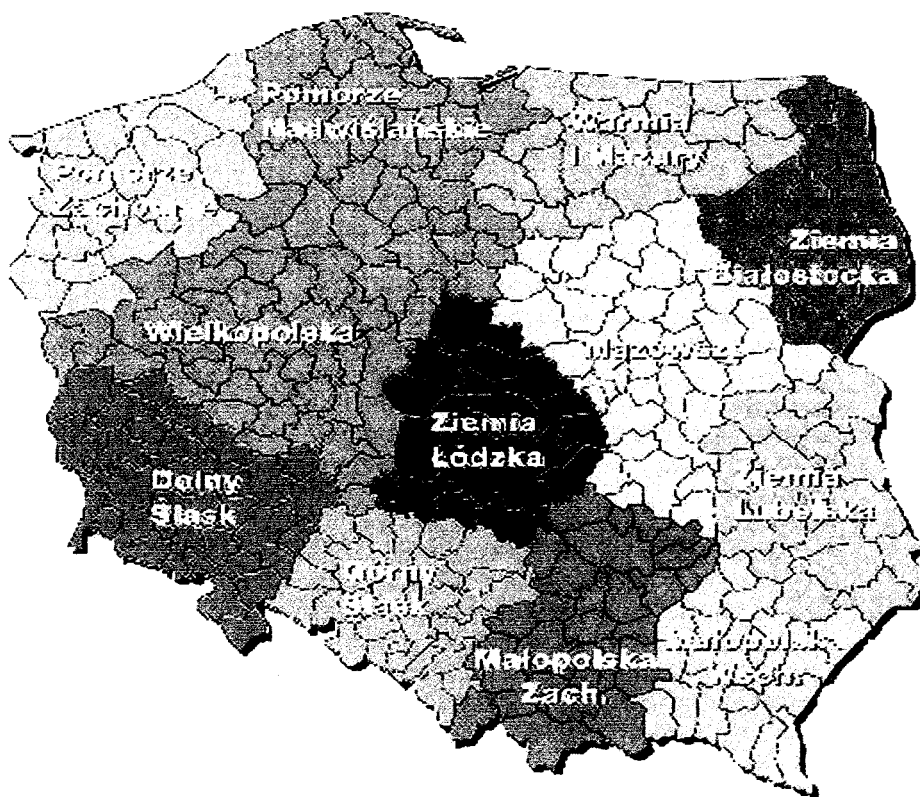 Pomorze
Nadwiślańskie
Warmia
i Mazury
Pomorze
Zachodnie
Ziemia
Białostocka
Wielkopolska
Mazowsze
Ziemia
Łódzka
Dolny
Śląsk
Ziemia
Lubelska
Górny
Śląsk
Małopolska
Zach.
Małopolska
Wsch.